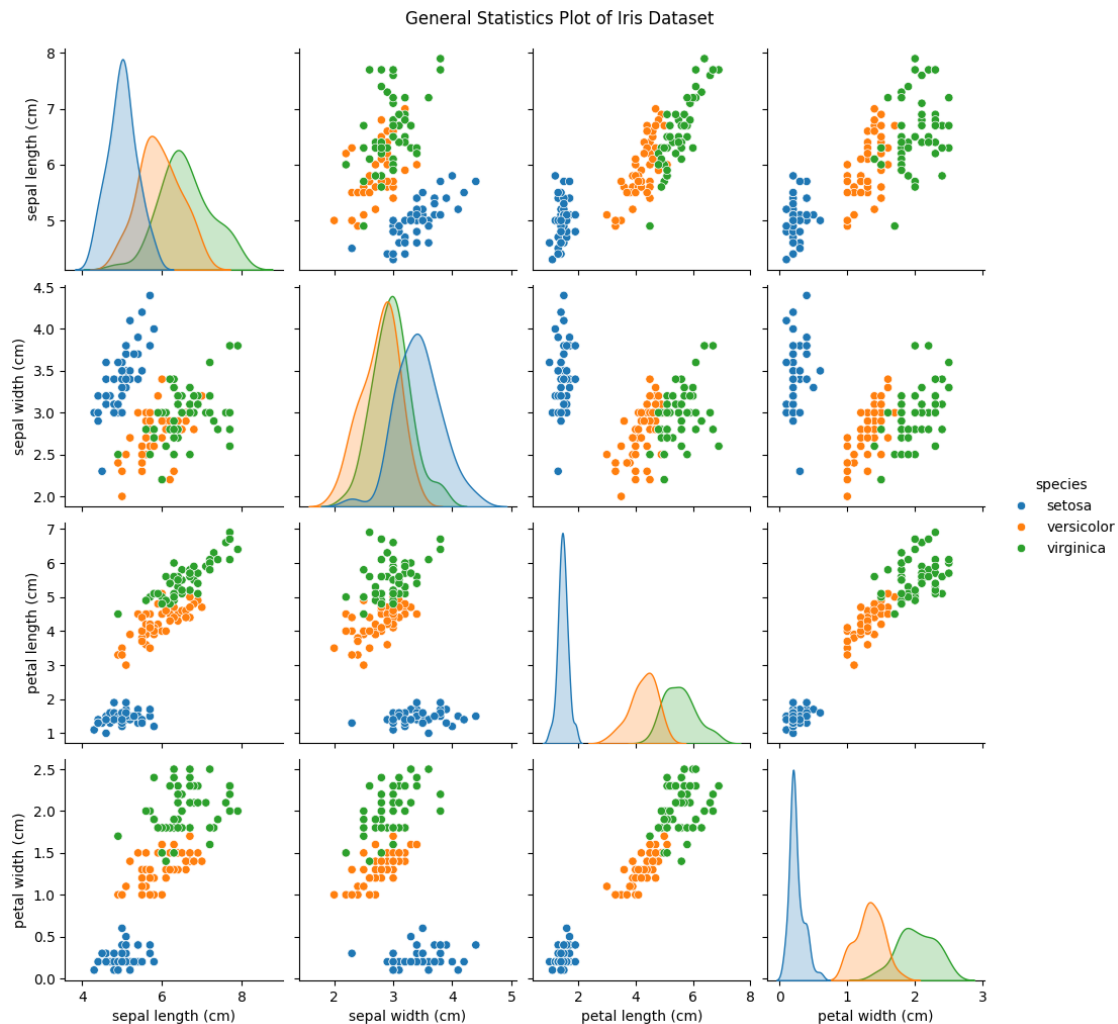 General Statistics Plot of Iris Dataset
8
7
6
5
sepal length (cm)
4.5
4.0
3.5
3.0
2.5
2.0
sepal width (cm)
7
6
5
4
3
2
1
petal length (cm)
2.5
2.0
1.5
1.0
0.5
0.0
petal width (cm)
4 6 8
sepal length (cm)
2 3 4 5
sepal width (cm)
2 4 6 8
petal length (cm)
0 1 2 3
petal width (cm)
species
setosa
versicolor
virginica